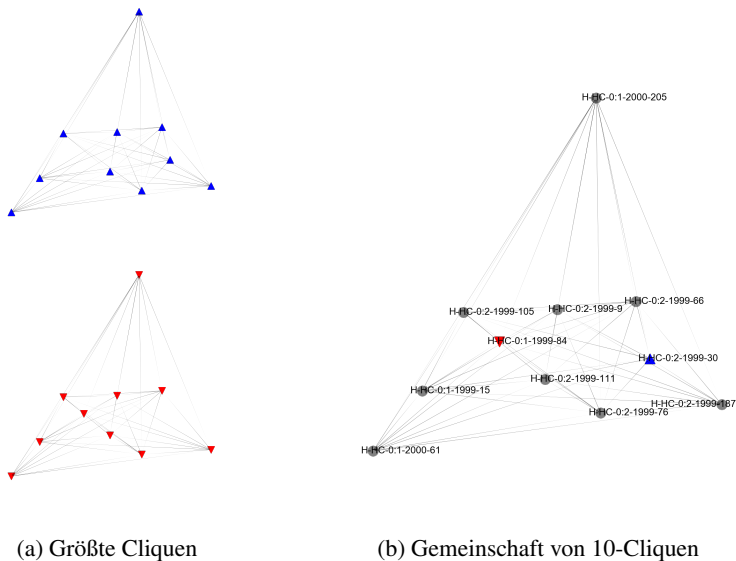 H-HC-0:1-2000-205
H-HC-0:2-1999-66
H-HC-0:2-1999-105
H-HC-0:2-1999-9
H-HC-0:1-1999-84
H-HC-0:2-1999-30
H-HC-0:2-1999-111
H-HC-0:1-1999-15
H-HC-0:2-1999-187
H-HC-0:2-1999-76
H-HC-0:1-2000-61
(a) Größte Cliquen
(b) Gemeinschaft von 10-Cliquen